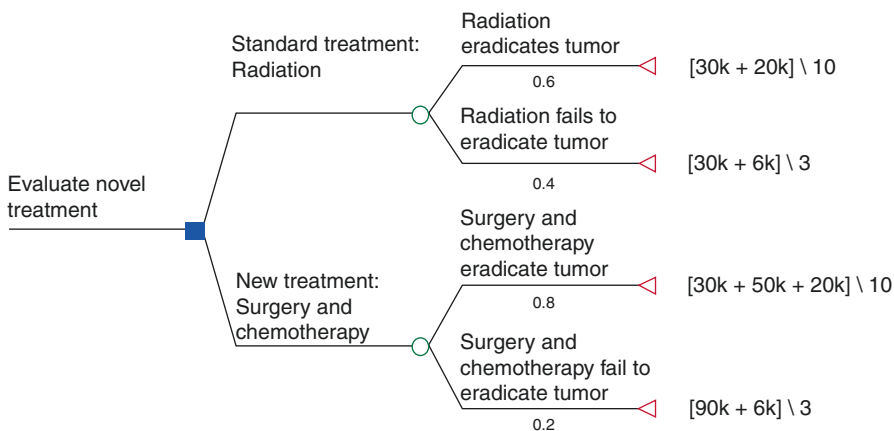 Evaluate novel
treatment
Standard treatment:
Radiation
Radiation
eradicates tumor
0.6
[30k + 20k] \ 10
Radiation fails to
eradicate tumor
0.4
[30k + 6k] \ 3
New treatment:
Surgery and
chemotherapy
Surgery and
chemotherapy
eradicate tumor
0.8
[30k + 50k + 20k] \ 10
Surgery and
chemotherapy fail to
eradicate tumor
0.2
[90k + 6k] \ 3